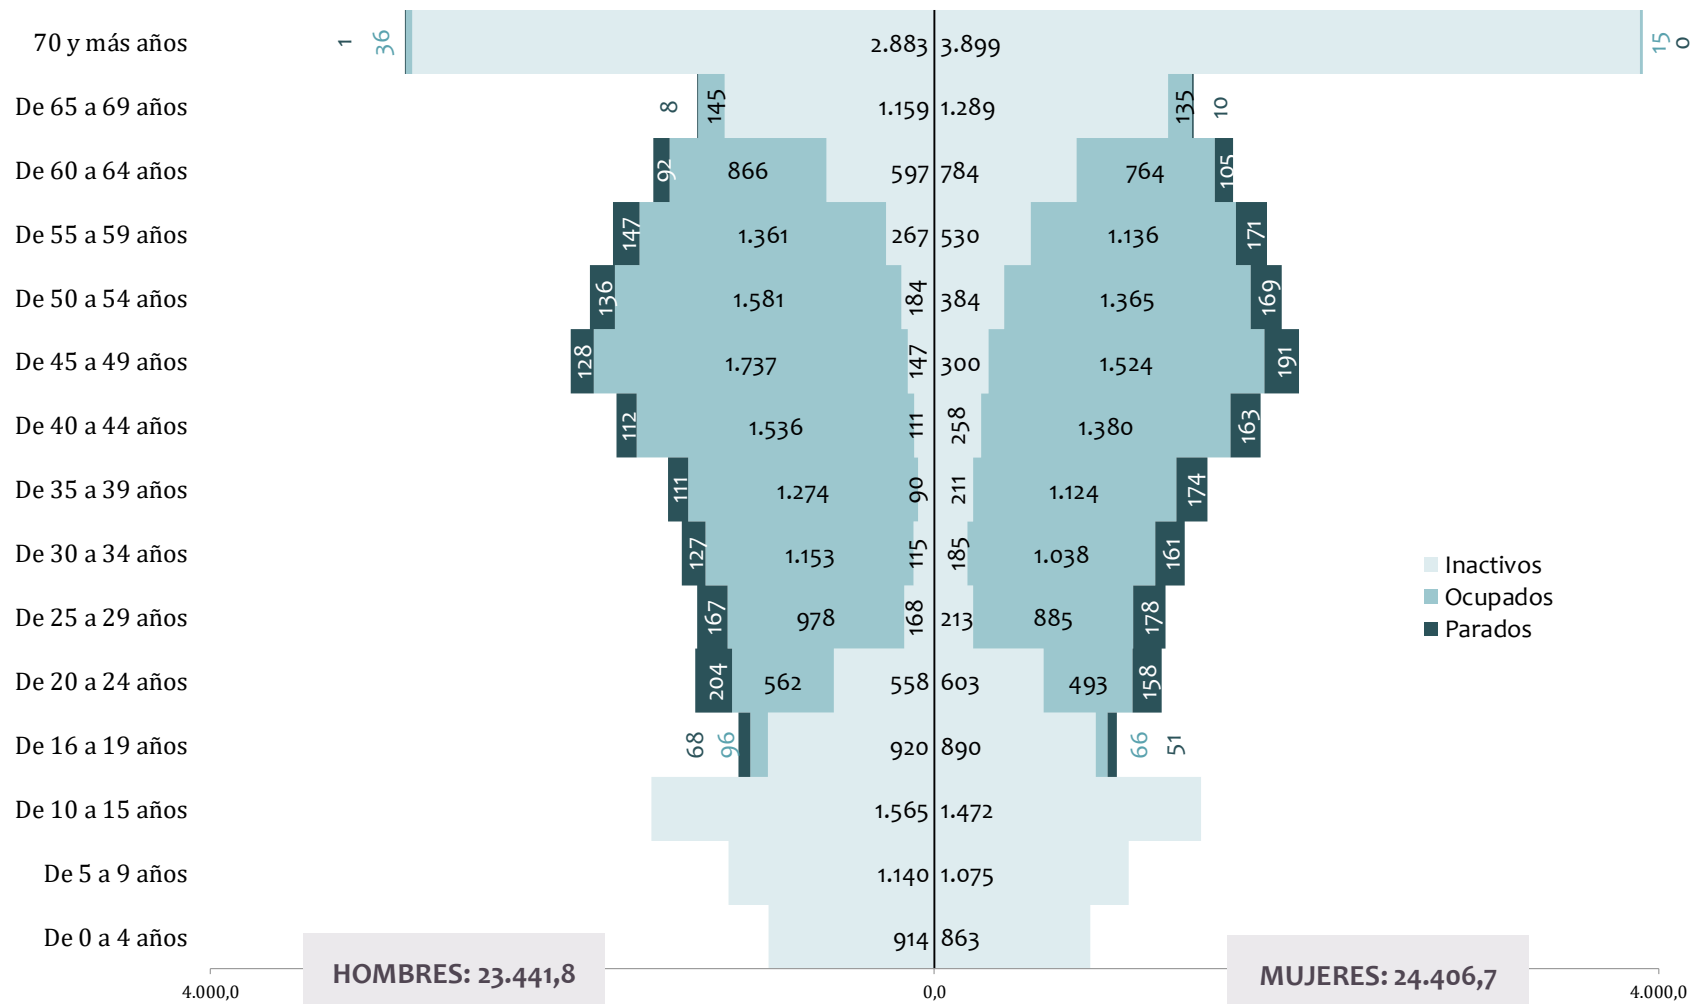 70 y más años 1 36 2.883 3.899 15 0
De 65 a 69 años 8 145 1.159 1.289 135 10
De 60 a 64 años 92 866 597 784 764 105
De 55 a 59 años 147 1.361 267 530 1.136 171
De 50 a 54 años 136 1.581 184 384 1.365 169
De 45 a 49 años 128 1.737 147 300 1.524 191
De 40 a 44 años 112 1.536 111 258 1.380 163
De 35 a 39 años 111 1.274 90 211 1.124 174
De 30 a 34 años 127 1.153 115 185 1.038 161
Inactivos
Ocupados
Parados
De 25 a 29 años 167 978 168 213 885 178
De 20 a 24 años 204 562 558 603 493 158
De 16 a 19 años 68 96 920 890 66 51
De 10 a 15 años 1.565 1.472
De 5 a 9 años 1.140 1.075
De 0 a 4 años 914 863
HOMBRES: 23.441,8 MUJERES: 24.406,7
4.000,0 0,0 4.000,0